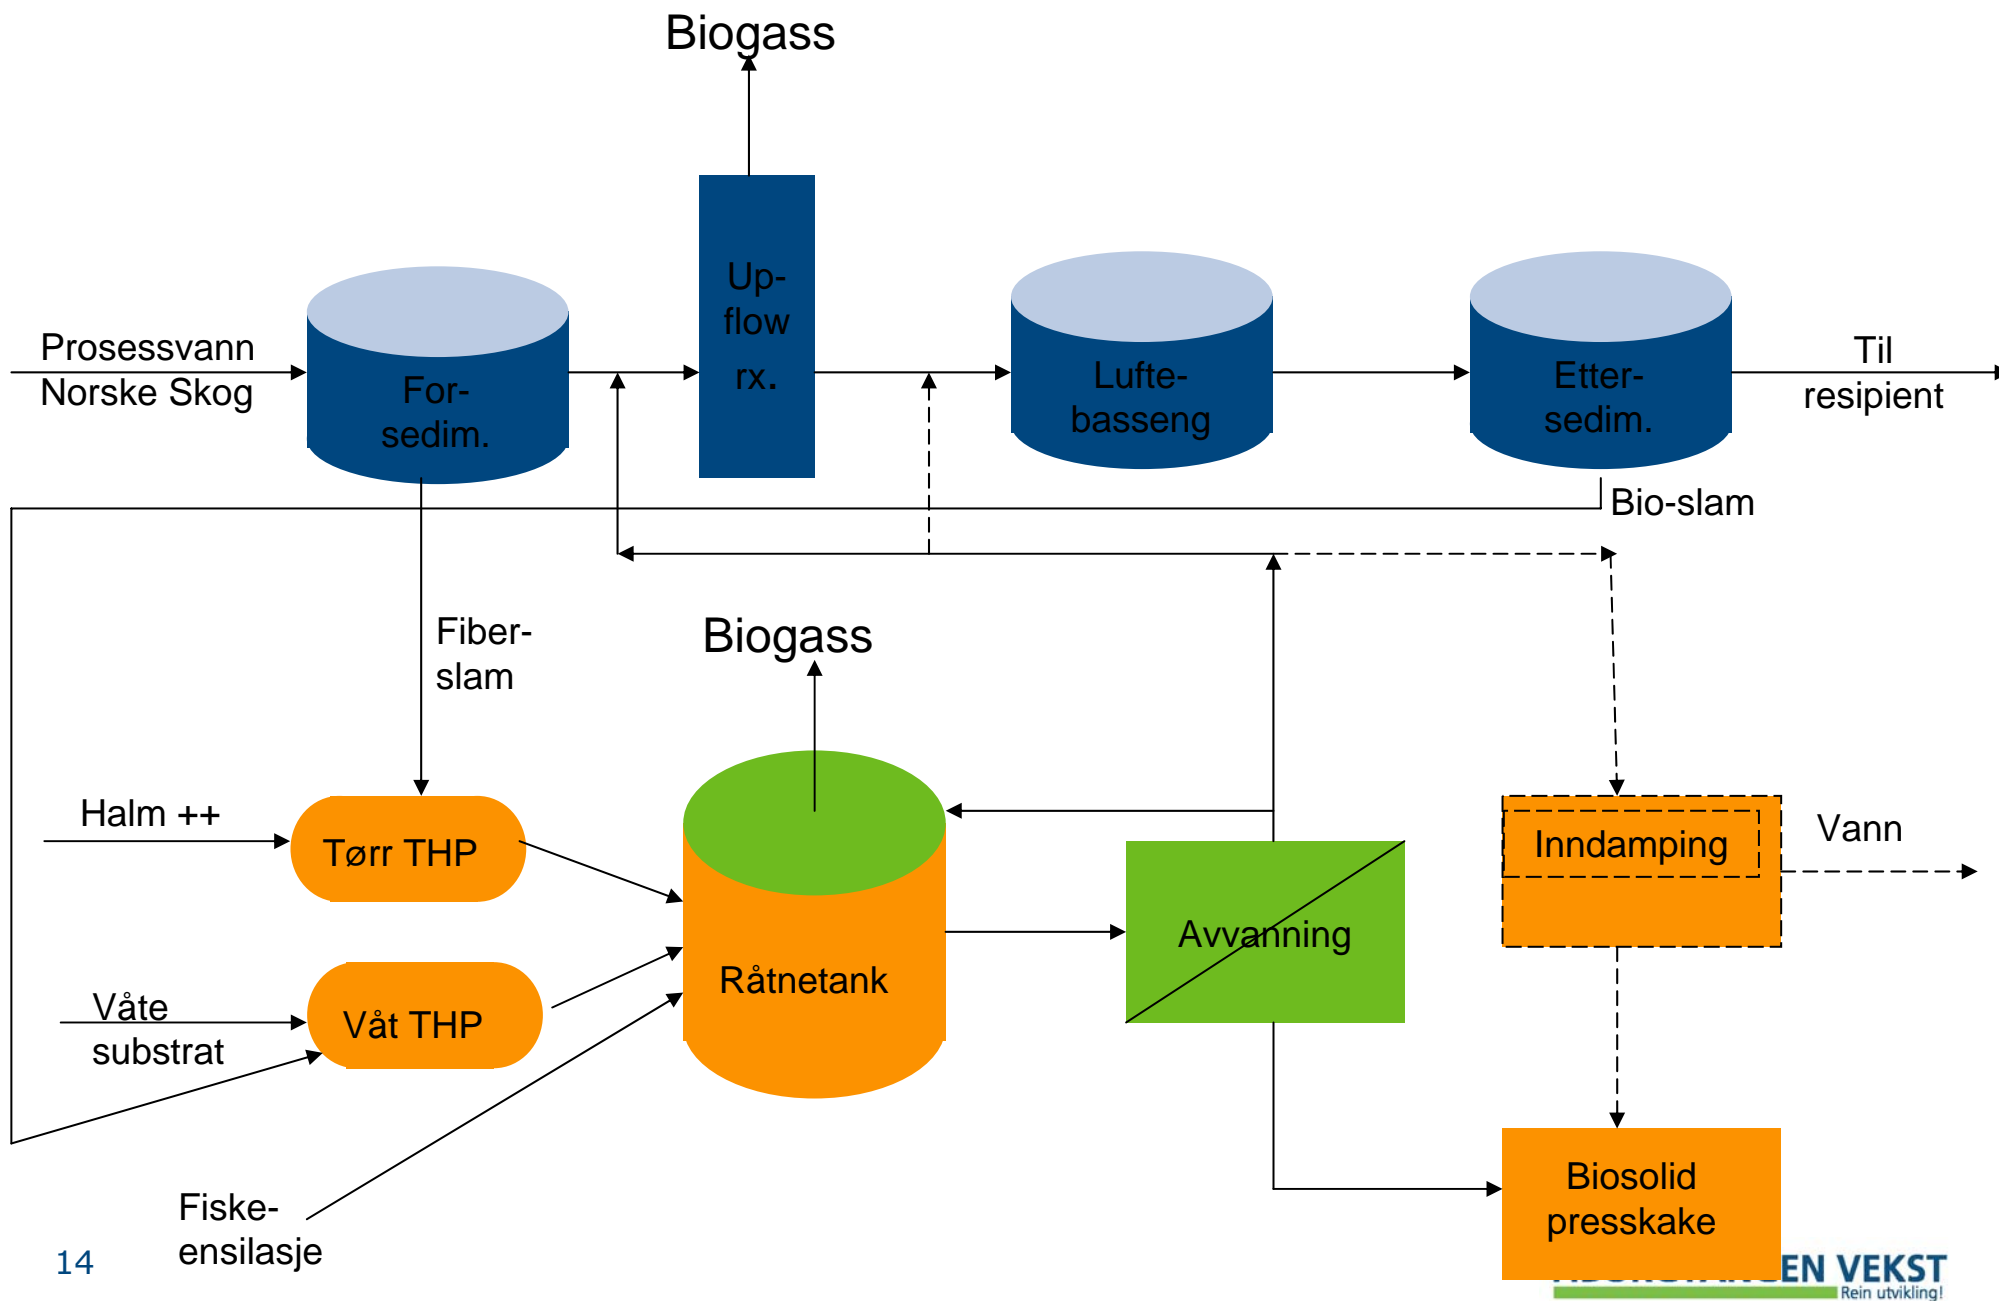 Biogass
Prosessvann
Norske Skog
For-
sedim.
Up-
flow
rx.
Lufte-
basseng
Etter-
sedim.
Til
resipient
Bio-slam
Fiber-
slam
Biogass
Halm ++
Tørr THP
Våte
substrat
Våt THP
Fiske-
ensilasje
Råtnetank
Avvanning
Inndamping
Vann
Biosolid
presskake
14
EN VEKST
Rein utvikling!